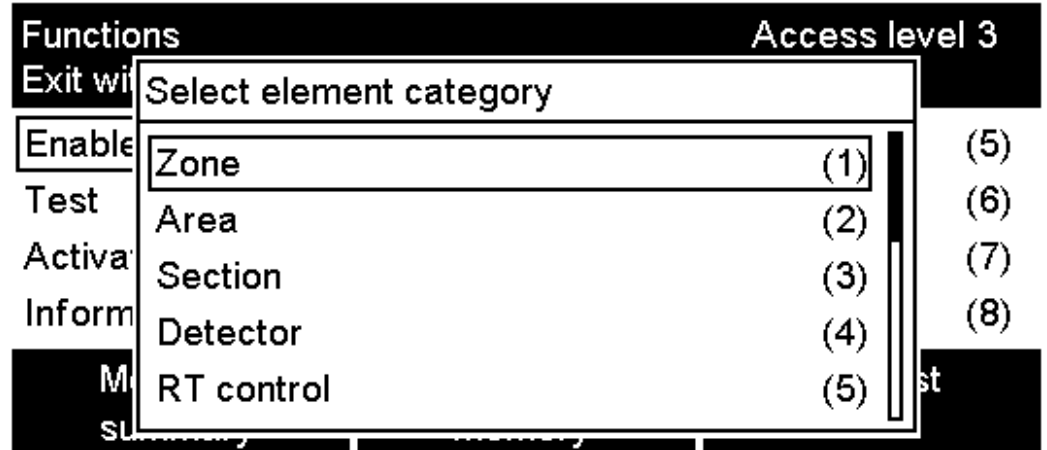 Functions Access level 3
Exit wi
Select element category
Enable (5)
Zone (1)
Test (6)
Area (2)
Activa (7)
Section (3)
Inform (8)
Detector (4)
RT control (5)
st